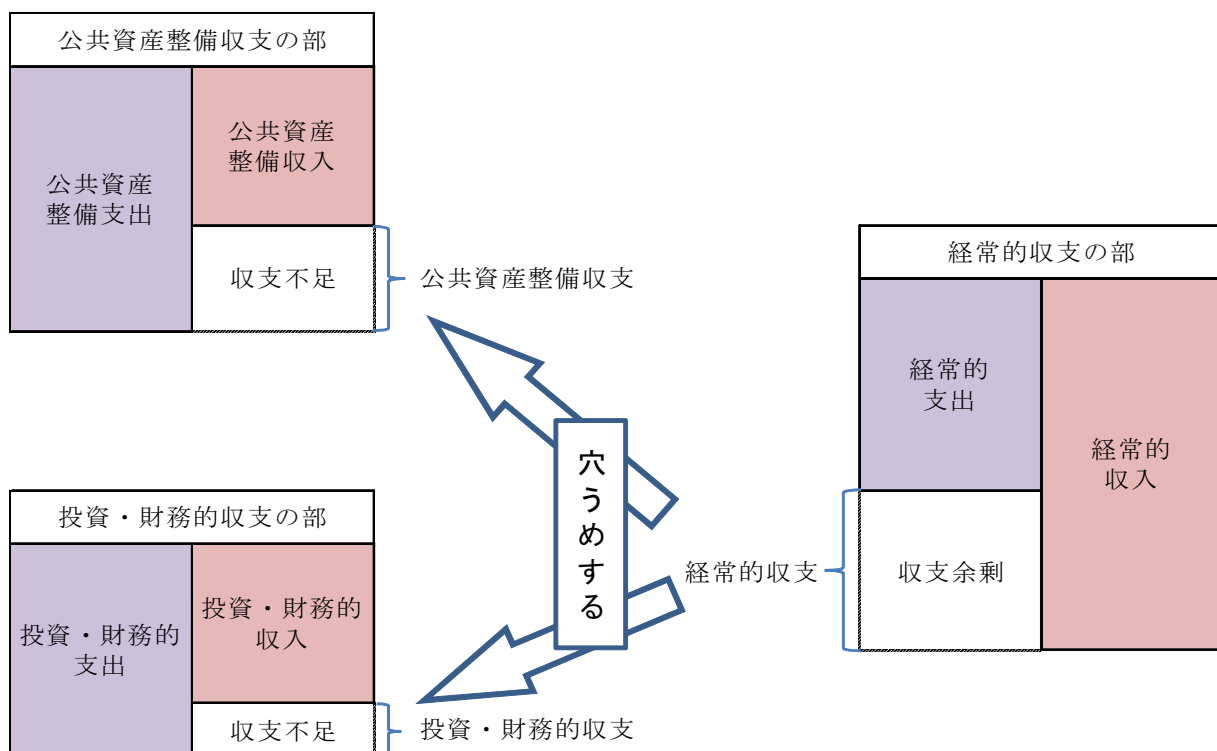 公共資産整備収支の部
公共資産
整備支出
公共資産
整備収入
収支不足
公共資産整備収支
経常的収支の部
経常的
支出
経常的
収入
収支余剰
経常的収支
穴うめする
投資・財務的収支の部
投資・財務的
支出
投資・財務的
収入
収支不足
投資・財務的収支